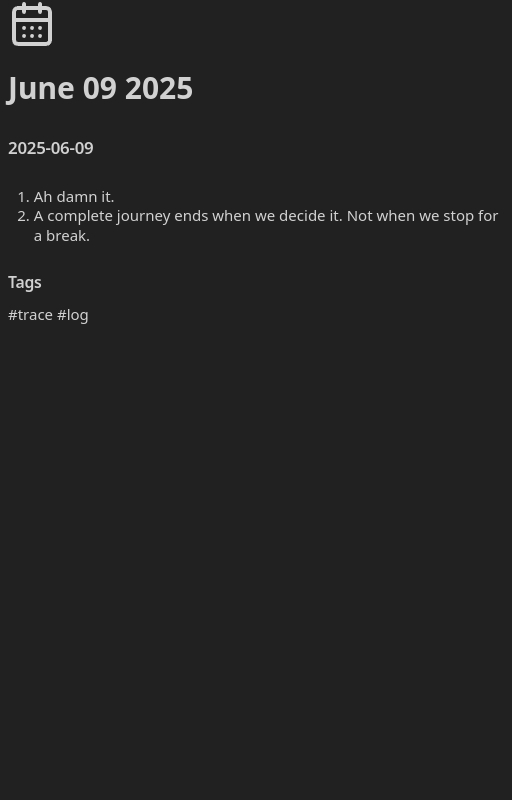 June 09 2025
2025-06-09
1. Ah damn it.
2. A complete journey ends when we decide it. Not when we stop for
a break.
Tags
#trace #log